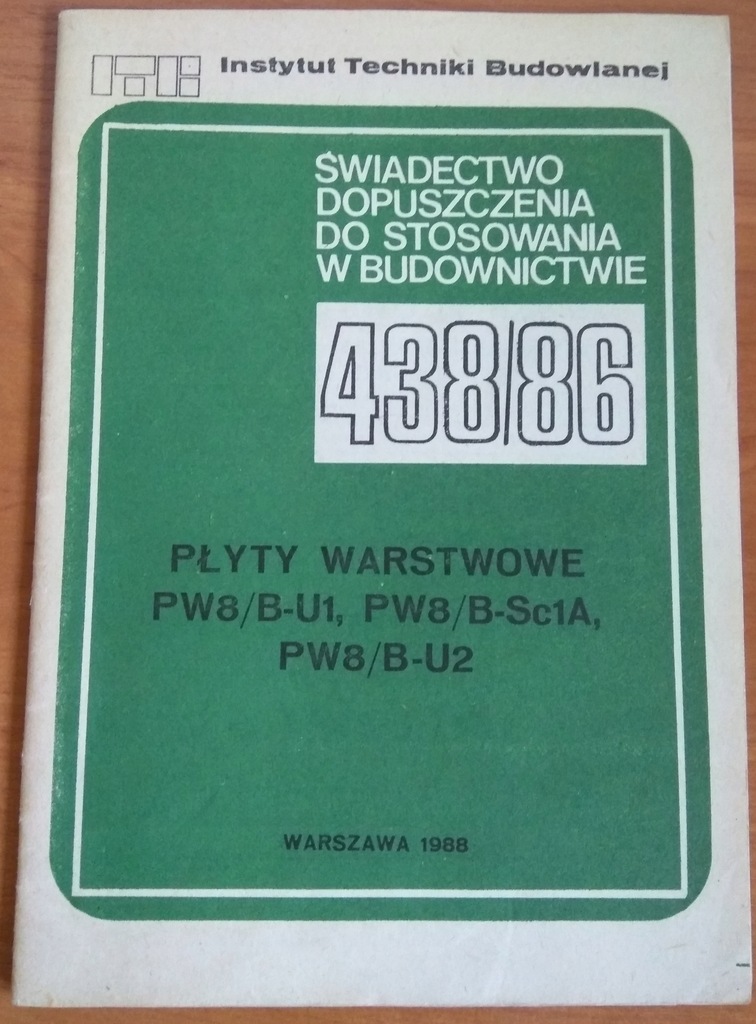 Instytut Techniki Budowlanej
ŚWIADECTWO
DOPUSZCZENIA
DO STOSOWANIA
W BUDOWNICTWIE
438/86
PŁYTY WARSTWOWE
PW8/B-U1, PW8/B-Sc1A,
PW8/B-U2
WARSZAWA 1988